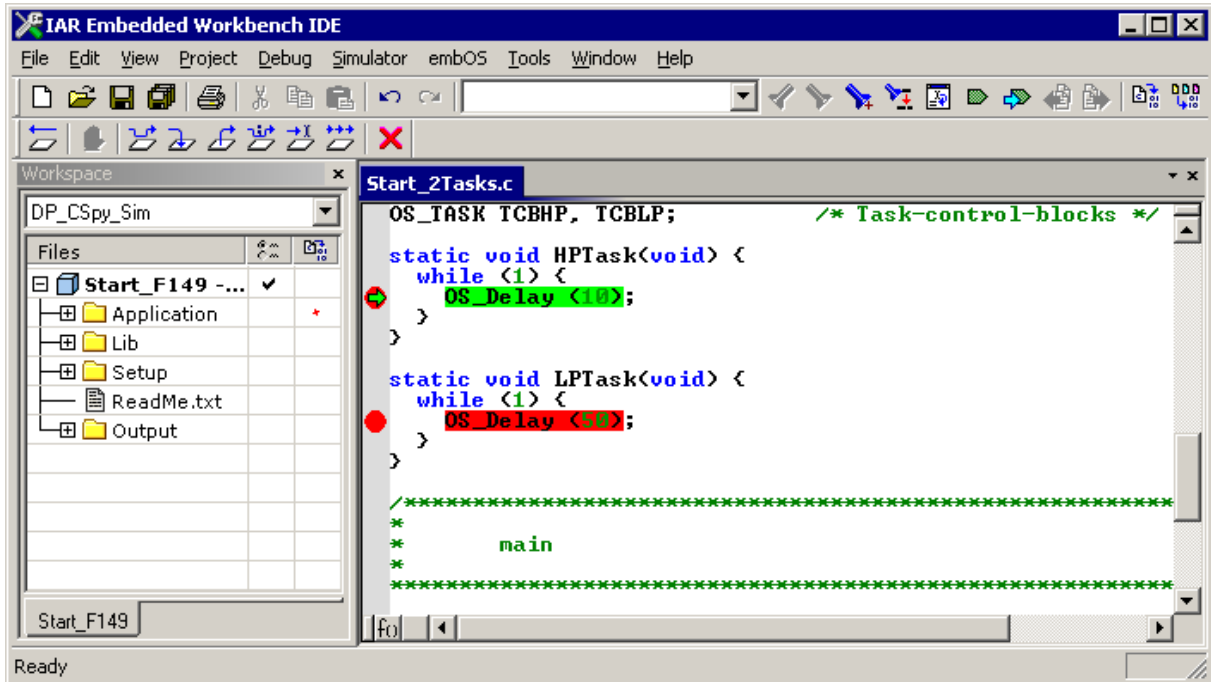 IAR Embedded Workbench IDE
File Edit View Project Debug Simulator embOS Tools Window Help
Workspace
DP_CSpy_Sim
Files
Start_F149 -...
Application
Lib
Setup
ReadMe.txt
Output
Start_F149
Start_2Tasks.c
OS_TASK TCBHP, TCBLP; /* Task-control-blocks */
static void HPTask(void) {
while (1) {
OS_Delay (10);
}
}
static void LPTask(void) {
while (1) {
OS_Delay (50);
}
}
/*********************************************************
*
* main
*
*********************************************************
f()
Ready